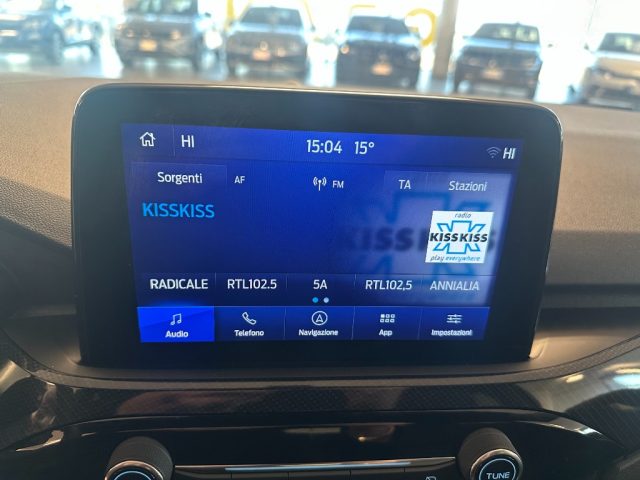 HI 15:04 15° HI
Sorgenti AF FM TA Stazioni
KISSKISS
radio
KISSKISS
play everywhere
RADICALE RTL102.5 5A RTL102,5 ANNIALIA
Audio Telefono Navigazione App Impostazioni
TUNE